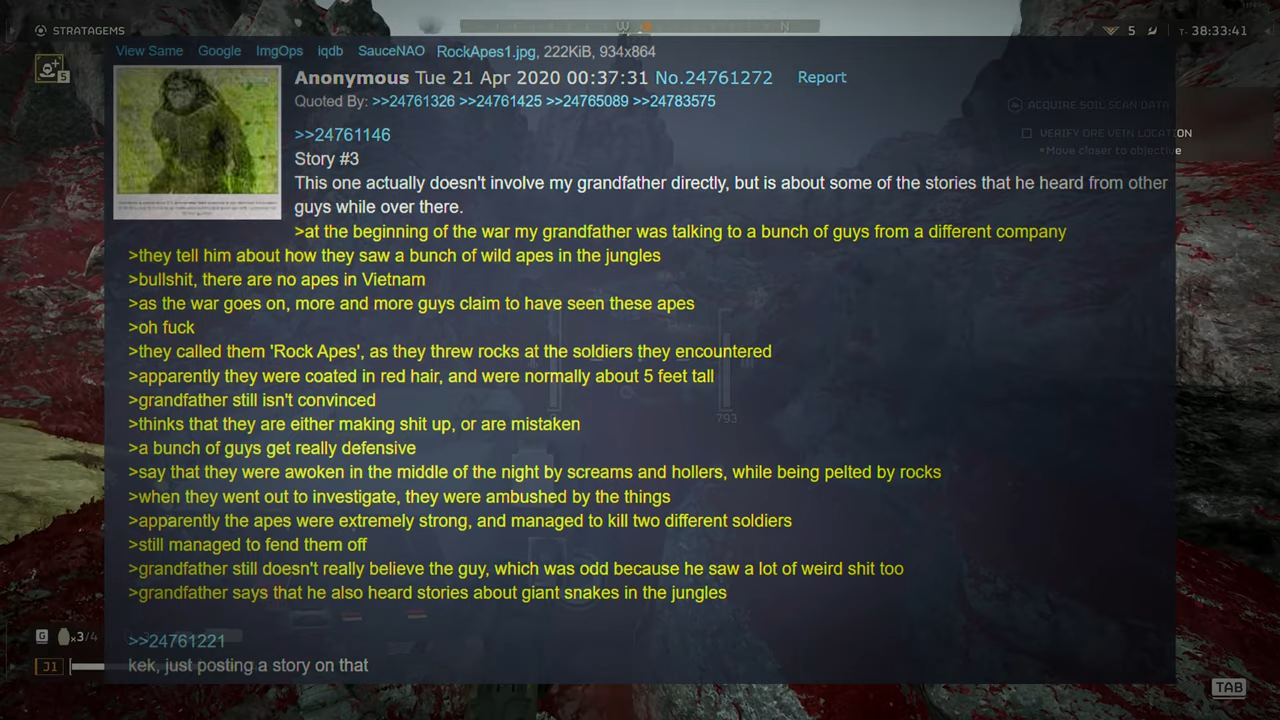 STRATAGEMS
W
N
5
T- 38:33:41
5
View Same Google ImgOps iqdb SauceNAO RockApes1.jpg, 222KiB, 934x864
Anonymous Tue 21 Apr 2020 00:37:31 No.24761272 Report
Quoted By: >>24761326 >>24761425 >>24765089 >>24783575
ACQUIRE SOIL SCAN DATA
VERIFY ORE VEIN LOCATION
*Move closer to objective
>>24761146
Story #3
This one actually doesn't involve my grandfather directly, but is about some of the stories that he heard from other
guys while over there.
>at the beginning of the war my grandfather was talking to a bunch of guys from a different company
>they tell him about how they saw a bunch of wild apes in the jungles
>bullshit, there are no apes in Vietnam
>as the war goes on, more and more guys claim to have seen these apes
>oh fuck
>they called them 'Rock Apes', as they threw rocks at the soldiers they encountered
>apparently they were coated in red hair, and were normally about 5 feet tall
>grandfather still isn't convinced
793
>thinks that they are either making shit up, or are mistaken
>a bunch of guys get really defensive
>say that they were awoken in the middle of the night by screams and hollers, while being pelted by rocks
>when they went out to investigate, they were ambushed by the things
>apparently the apes were extremely strong, and managed to kill two different soldiers
>still managed to fend them off
>grandfather still doesn't really believe the guy, which was odd because he saw a lot of weird shit too
>grandfather says that he also heard stories about giant snakes in the jungles
G x3/4
>>24761221
J1
kek, just posting a story on that
TAB